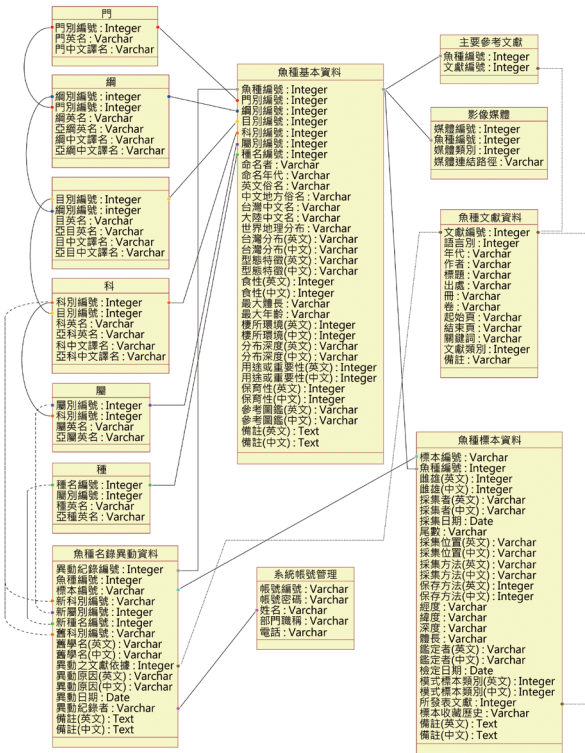 門
門別編號 : Integer
門英名 : Varchar
門中文譯名 : Varchar
綱
綱別編號 : integer
門別編號 : Integer
綱英名 : Varchar
亞綱英名 : Varchar
綱中文譯名 : Varchar
亞綱中文譯名 : Varchar
目別編號 : Integer
綱別編號 : integer
目英名 : Varchar
亞目英名 : Varchar
目中文譯名 : Varchar
亞目中文譯名 : Varchar
科
科別編號 : Integer
目別編號 : Integer
科英名 : Varchar
亞科英名 : Varchar
科中文譯名 : Varchar
亞科中文譯名 : Varchar
屬
屬別編號 : Integer
科別編號 : Integer
屬英名 : Varchar
亞屬英名 : Varchar
種
種名編號 : Integer
屬別編號 : Integer
種英名 : Varchar
亞種英名 : Varchar
魚種名錄異動資料
異動紀錄編號 : Integer
魚種編號 : Integer
標本編號 : Varchar
新科別編號 : Varchar
新屬別編號 : Integer
新種名編號 : Integer
舊科別編號 : Varchar
舊學名(英文) : Varchar
舊學名(中文) : Varchar
異動之文獻依據 : Integer
異動原因(英文) : Varchar
異動原因(中文) : Varchar
異動日期 : Date
異動紀錄者 : Varchar
備註(英文) : Text
備註(中文) : Text
魚種基本資料
魚種編號 : Integer
門別編號 : Integer
綱別編號 : Integer
目別編號 : Integer
科別編號 : Integer
屬別編號 : Integer
種名編號 : Integer
命名者 : Varchar
命名年代 : Varchar
英文俗名 : Varchar
中文地方俗名 : Varchar
台灣中文名 : Varchar
大陸中文名 : Varchar
世界地理分布 : Varchar
台灣分布(英文) : Varchar
台灣分布(中文) : Varchar
型態特徵(英文) : Varchar
型態特徵(中文) : Varchar
食性(英文) : Integer
食性(中文) : Integer
最大體長 : Varchar
最大年齡 : Varchar
棲所環境(英文) : Integer
棲所環境(中文) : Integer
分布深度(英文) : Varchar
分布深度(中文) : Varchar
用途或重要性(英文) : Integer
用途或重要性(中文) : Integer
保育性(英文) : Integer
保育性(中文) : Integer
參考圖鑑(英文) : Varchar
參考圖鑑(中文) : Varchar
備註(英文) : Text
備註(中文) : Text
系統帳號管理
帳號編號 : Varchar
帳號密碼 : Varchar
姓名 : Varchar
部門職稱 : Varchar
電話 : Varchar
主要參考文獻
魚種編號 : Integer
文獻編號 : Integer
影像媒體
媒體編號 : Integer
魚種編號 : Integer
媒體類別 : Integer
媒體連結路徑 : Varchar
魚種文獻資料
文獻編號 : Integer
語言別 : Integer
年代 : Varchar
作者 : Varchar
標題 : Varchar
出處 : Varchar
冊 : Varchar
卷 : Varchar
起始頁 : Varchar
結束頁 : Varchar
關鍵詞 : Varchar
文獻類別 : Integer
備註 : Varchar
魚種標本資料
標本編號 : Varchar
魚種編號 : Integer
雌雄(英文) : Integer
雌雄(中文) : Integer
採集者(英文) : Varchar
採集者(中文) : Varchar
採集日期 : Date
尾數 : Varchar
採集位置(英文) : Varchar
採集位置(中文) : Varchar
採集方法(英文) : Varchar
採集方法(中文) : Varchar
保存方法(英文) : Integer
保存方法(中文) : Integer
經度 : Varchar
緯度 : Varchar
深度 : Varchar
體長 : Varchar
鑑定者(英文) : Varchar
鑑定者(中文) : Varchar
檢定日期 : Date
模式標本類別(英文) : Integer
模式標本類別(中文) : Integer
所發表文獻 : Integer
標本收藏歷史 : Varchar
備註(英文) : Text
備註(中文) : Text